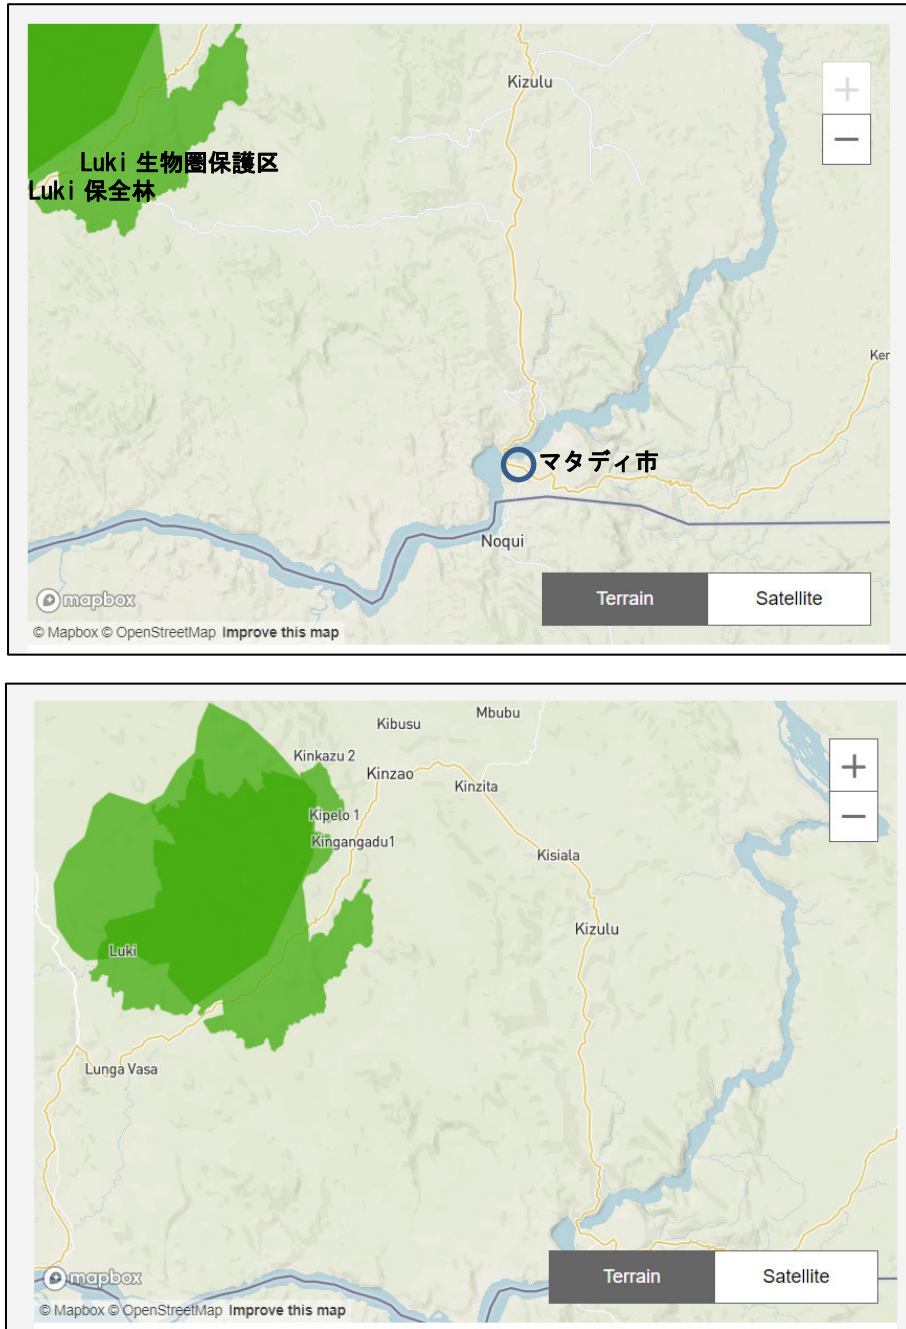 Kizulu
+
−
Luki 生物圏保護区
Luki 保全林
Ken
マタディ市
Noqui
mapbox
Terrain
Satellite
© Mapbox © OpenStreetMap Improve this map
Mbubu
Kibusu
Kinkazu 2
Kinzao
Kinzita
+
−
Kipelo 1
Kingangadu1
Kisiala
Kizulu
Luki
Lunga Vasa
mapbox
Terrain
Satellite
© Mapbox © OpenStreetMap Improve this map